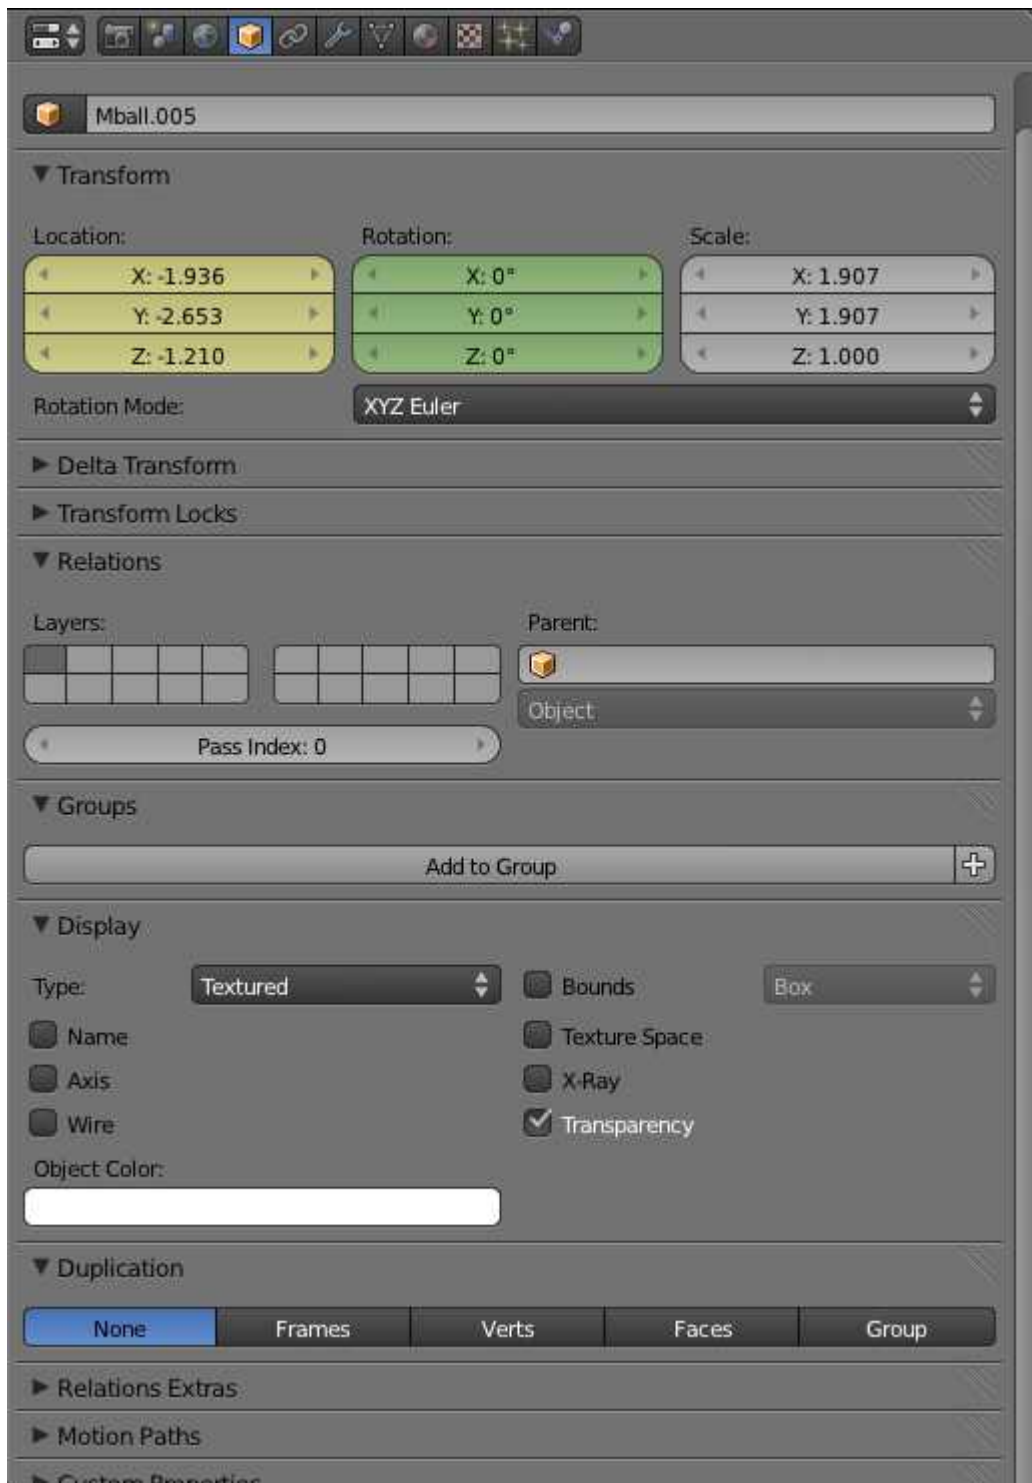 Mball.005
Transform
Location: Rotation: Scale:
X: -1.936 X: 0° X: 1.907
Y: -2.653 Y: 0° Y: 1.907
Z: -1.210 Z: 0° Z: 1.000
Rotation Mode: XYZ Euler
Delta Transform
Transform Locks
Relations
Layers: Parent:
Object
Pass Index: 0
Groups
Add to Group
Display
Type: Textured Bounds Box
Name Texture Space
Axis X-Ray
Wire Transparency
Object Color:
Duplication
None Frames Verts Faces Group
Relations Extras
Motion Paths
Custom Properties